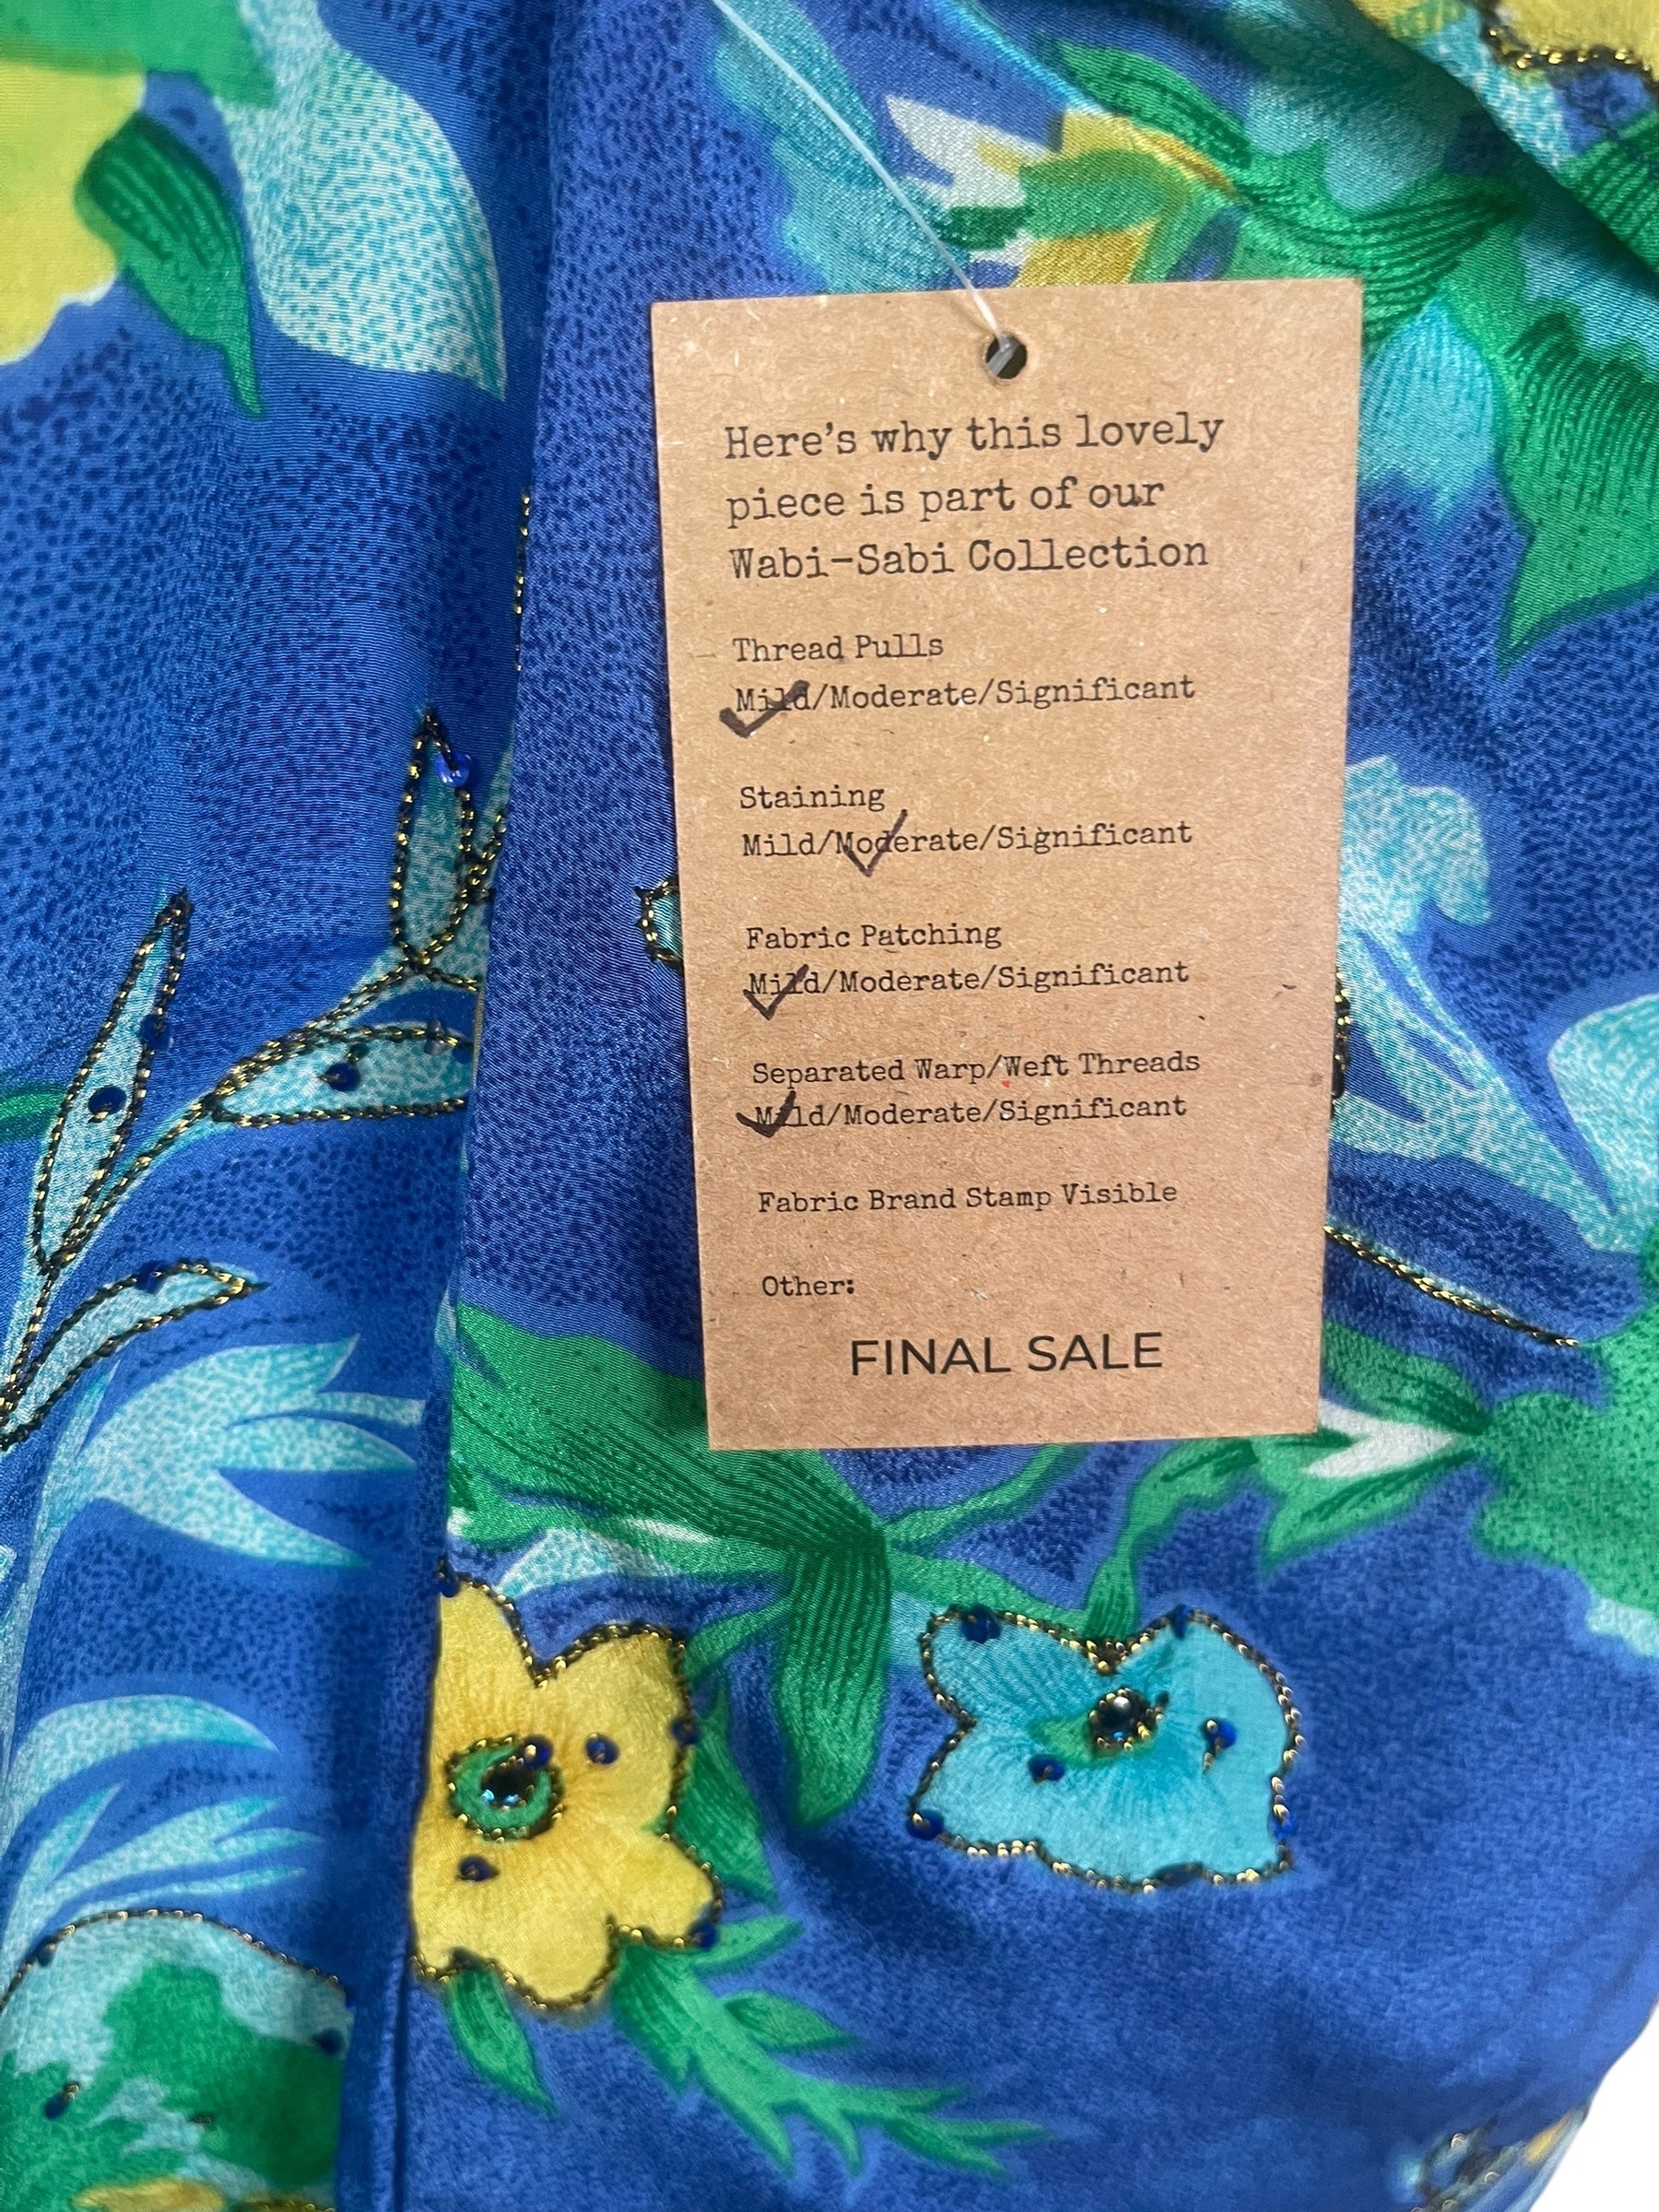 Here's why this lovely
piece is part of our
Wabi-Sabi Collection
Thread Pulls
Mild/Moderate/Significant
Staining
Mild/Moderate/Significant
Fabric Patching
Mild/Moderate/Significant
Separated Warp/Weft Threads
Mild/Moderate/Significant
Fabric Brand Stamp Visible
Other:
FINAL SALE